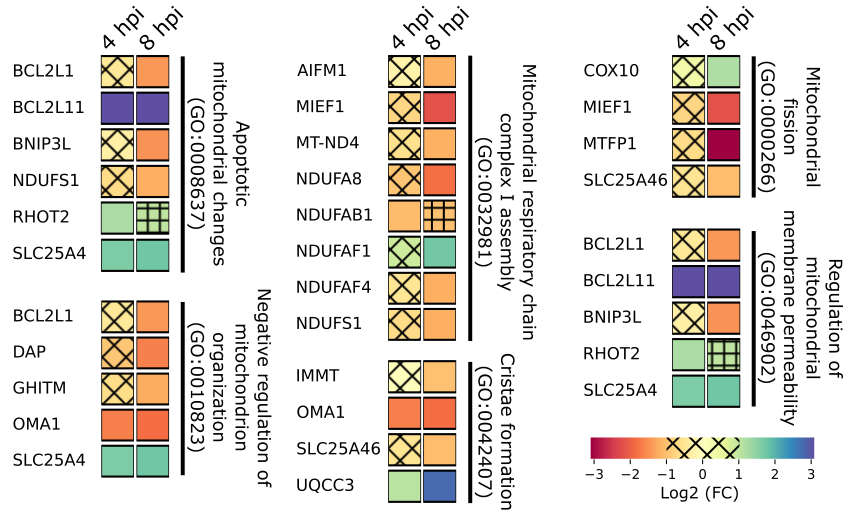 4 hpi
8 hpi
BCL2L1
BCL2L11
BNIP3L
NDUFS1
RHOT2
SLC25A4
Apoptotic
mitochondrial changes
(GO:0008637)
BCL2L1
DAP
GHITM
OMA1
SLC25A4
Negative regulation of
mitochondrion
organization
(GO:0010823)
4 hpi
8 hpi
AIFM1
MIEF1
MT-ND4
NDUFA8
NDUFAB1
NDUFAF1
NDUFAF4
NDUFS1
Mitochondrial respiratory chain
complex I assembly
(GO:0032981)
IMMT
OMA1
SLC25A46
UQCC3
Cristae formation
(GO:0042407)
4 hpi
8 hpi
COX10
MIEF1
MTFP1
SLC25A46
Mitochondrial
fission
(GO:0000266)
BCL2L1
BCL2L11
BNIP3L
RHOT2
SLC25A4
Regulation of
mitochondrial
membrane permeability
(GO:0046902)
−3 −2 −1 0 1 2 3
Log2 (FC)